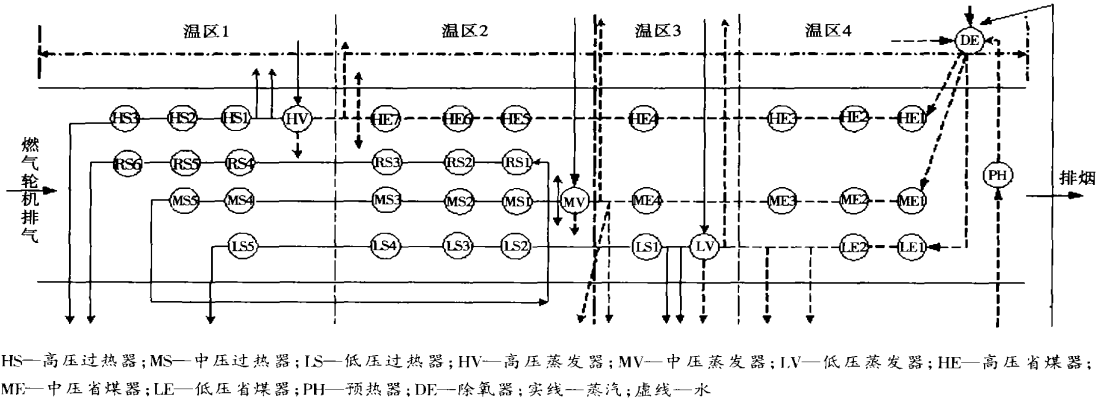 温区1 温区2 温区3 温区4
DE
HS3 HS2 HS1 HV HE7 HE6 HE5 HE4 HE3 HE2 HE1
RS6 RS5 RS4 RS3 RS2 RS1
PH
燃气轮机排气
排烟
MS5 MS4 MS3 MS2 MS1 MV ME4 ME3 ME2 ME1
LS5 LS4 LS3 LS2 LS1 LV LE2 LE1
HS—高压过热器;MS—中压过热器;LS—低压过热器;HV—高压蒸发器;MV—中压蒸发器;LV—低压蒸发器;HE—高压省煤器;
ME—中压省煤器;LE—低压省煤器;PH—预热器;DE—除氧器;实线—蒸汽;虚线—水